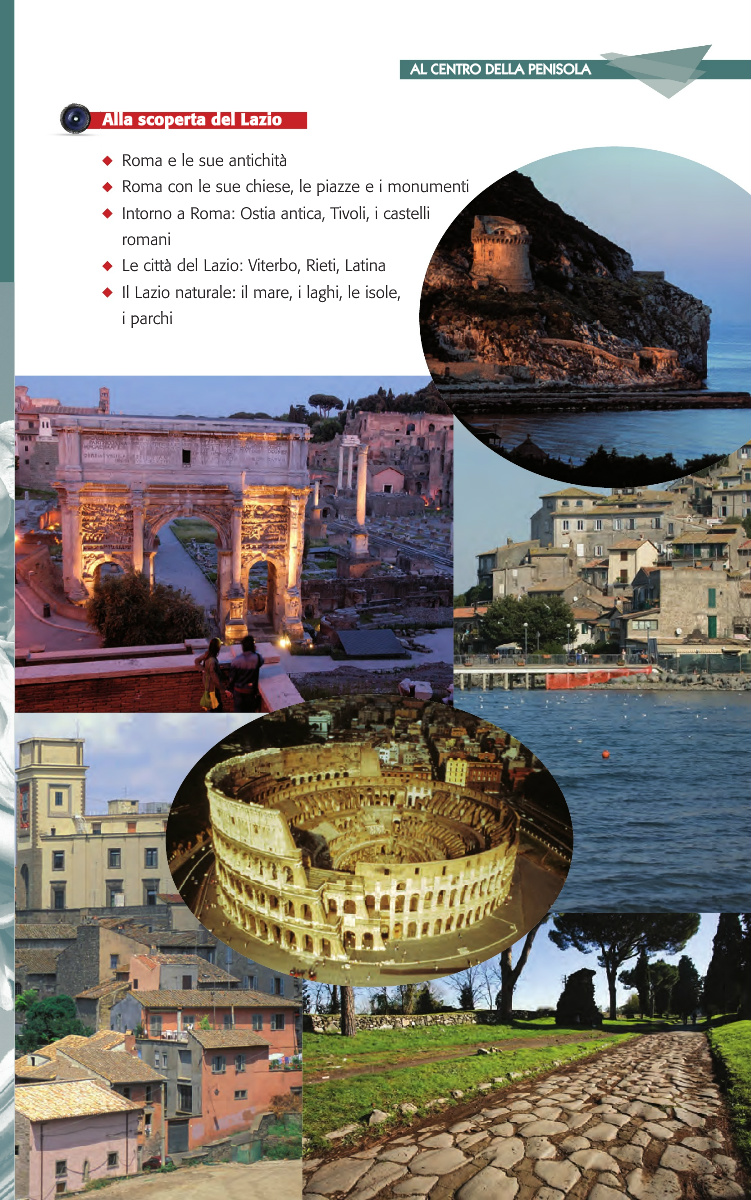 AL CENTRO DELLA PENISOLA
Alla scoperta del Lazio
◆ Roma e le sue antichità
◆ Roma con le sue chiese, le piazze e i monumenti
◆ Intorno a Roma: Ostia antica, Tivoli, i castelli
romani
◆ Le città del Lazio: Viterbo, Rieti, Latina
◆ Il Lazio naturale: il mare, i laghi, le isole,
i parchi